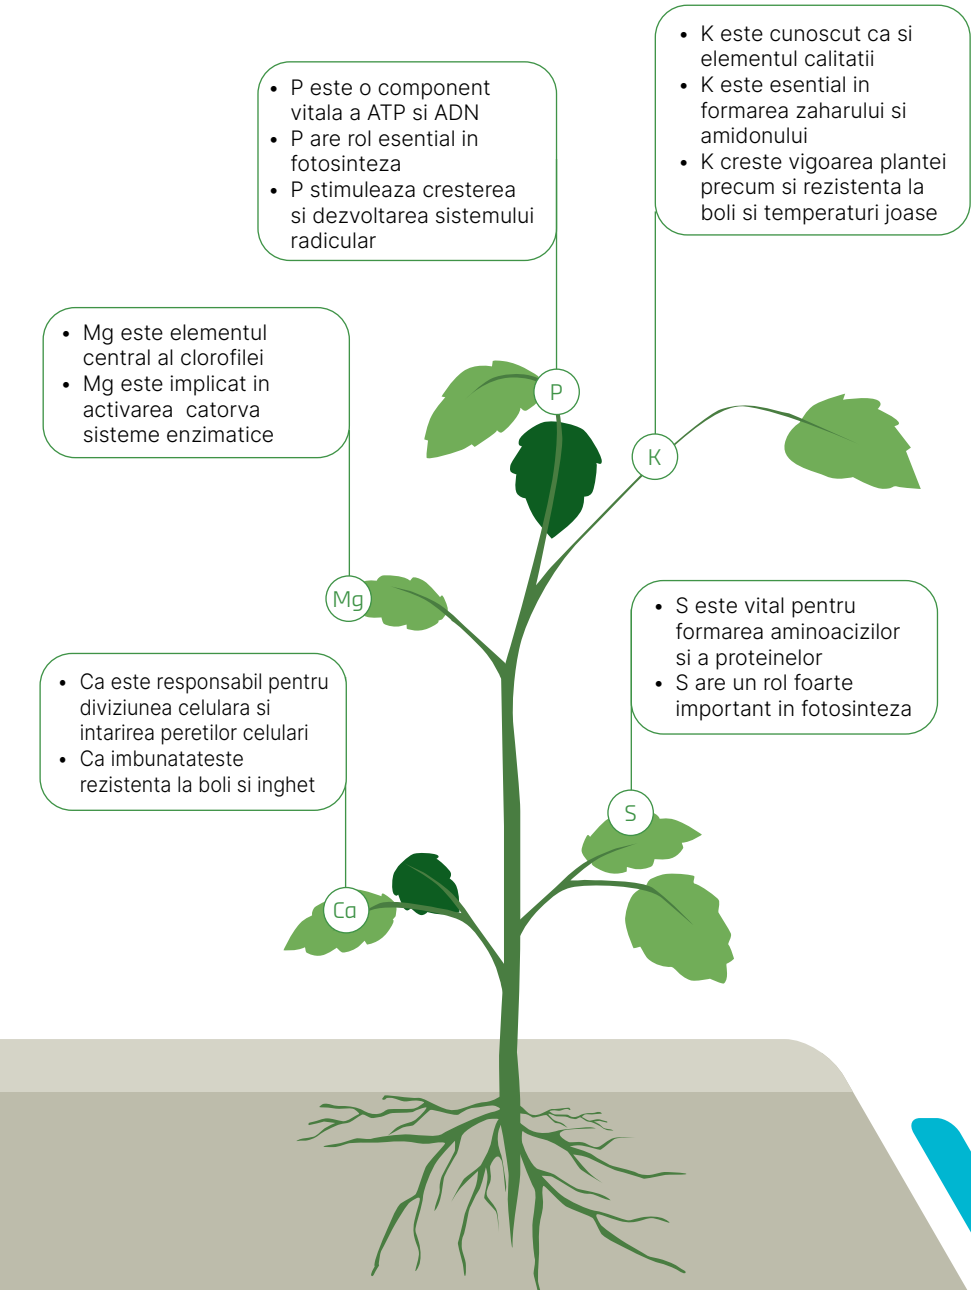 • K este cunoscut ca si
elementul calitatii
• K este esential in
formarea zaharului si
amidonului
• K creste vigoarea plantei
precum si rezistenta la
boli si temperaturi joase
• P este o component
vitala a ATP si ADN
• P are rol esential in
fotosinteza
• P stimuleaza cresterea
si dezvoltarea sistemului
radicular
• Mg este elementul
central al clorofilei
• Mg este implicat in
activarea  catorva
sisteme enzimatice
P
K
Mg
• S este vital pentru
formarea aminoacizilor
si a proteinelor
• S are un rol foarte
important in fotosinteza
• Ca este responsabil pentru
diviziunea celulara si
intarirea peretilor celulari
• Ca imbunatateste
rezistenta la boli si inghet
S
Ca